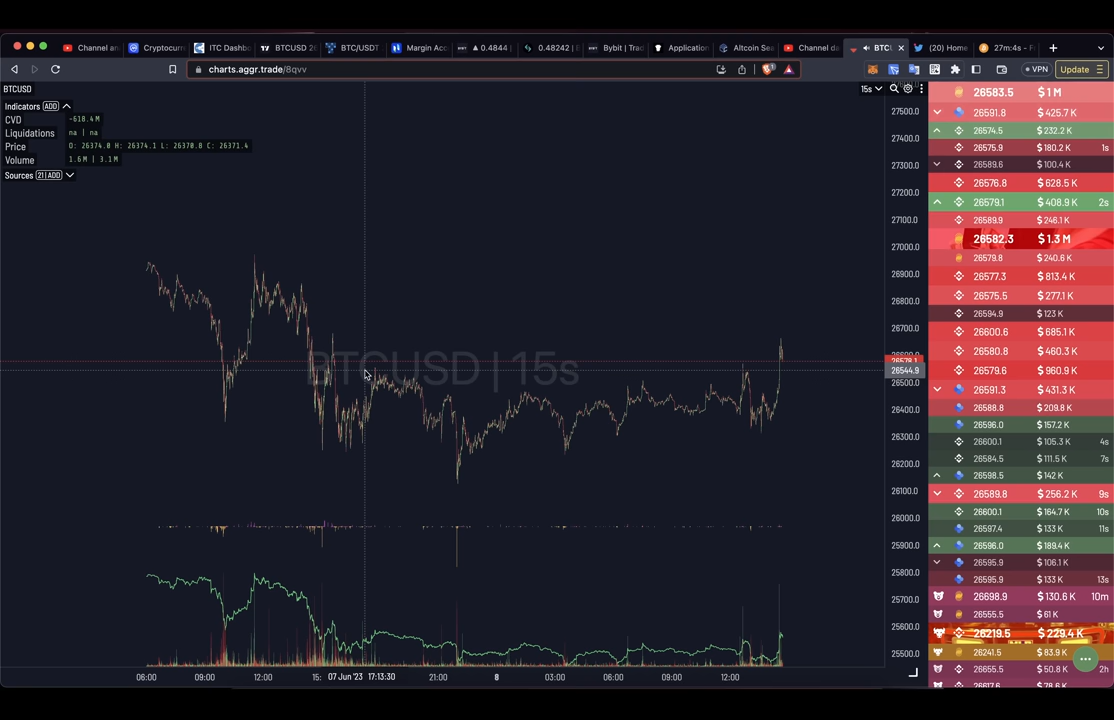 Channel an
Cryptocurr
ITC Dashbo
BTCUSD 26
BTC/USDT
Margin Acc
▲ 0.4844
0.48242 |
Bybit | Trad
Application
Altcoin Sea
Channel da
BTCU
(20) Home
27m:4s - F
charts.aggr.trade/8qvv
1
VPN
Update
BTCUSD
15s
Indicators ADD
CVD -618.4 M
Liquidations na | na
Price O: 26374.0 H: 26374.1 L: 26370.8 C: 26371.4
Volume 1.6 M | 3.1 M
Sources 21 | ADD
BTCUSD | 15s
27500.0
27400.0
27300.0
27200.0
27100.0
27000.0
26900.0
26800.0
26700.0
26600.0
26578.1
26544.9
26500.0
26400.0
26300.0
26200.0
26100.0
26000.0
25900.0
25800.0
25700.0
25600.0
25500.0
06:00 09:00 12:00 15: 07 Jun '23 17:13:30 21:00 8 03:00 06:00 09:00 12:00
26583.5 $ 1 M
26591.8 $ 425.7 K
26574.5 $ 232.2 K
26575.9 $ 180.2 K 1s
26589.6 $ 100.4 K
26576.8 $ 628.5 K
26579.1 $ 408.9 K 2s
26589.9 $ 246.1 K
26582.3 $ 1.3 M
26579.8 $ 240.6 K
26577.3 $ 813.4 K
26575.5 $ 277.1 K
26594.9 $ 123 K
26600.6 $ 685.1 K
26580.8 $ 460.3 K
26579.6 $ 960.9 K
26591.3 $ 431.3 K
26588.8 $ 209.8 K
26596.0 $ 157.2 K
26600.1 $ 105.3 K 4s
26584.5 $ 111.5 K 7s
26598.5 $ 142 K
26589.8 $ 256.2 K 9s
26600.1 $ 164.7 K 10s
26597.4 $ 133 K 11s
26596.0 $ 189.4 K
26595.9 $ 106.1 K
26595.9 $ 133 K 13s
26698.9 $ 130.6 K 10m
26555.5 $ 61 K
26219.5 $ 229.4 K
26241.5 $ 83.9 K
26655.5 $ 50.8 K 2h
26617.6 $ 78.6 K